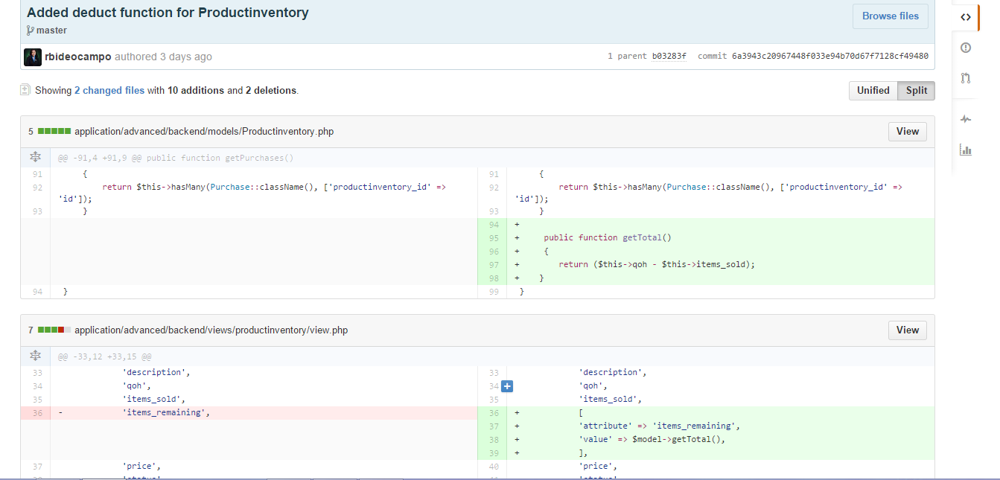 Added deduct function for Productinventory
Browse files
master
rbideocampo authored 3 days ago
1 parent b03283f commit 6a3943c20967448f033e94b70d67f7128cf49480
Showing 2 changed files with 10 additions and 2 deletions.
Unified Split
5 application/advanced/backend/models/Productinventory.php
View
@@ -91,4 +91,9 @@ public function getPurchases()
91 { 91 {
92 return $this->hasMany(Purchase::className(), ['productinventory_id' => 92 return $this->hasMany(Purchase::className(), ['productinventory_id' =>
'id']); 'id']);
93 } 93 }
94 +
95 + public function getTotal()
96 + {
97 + return ($this->qoh - $this->items_sold);
98 + }
94 } 99 }
7 application/advanced/backend/views/productinventory/view.php
View
@@ -33,12 +33,15 @@
33 'description', 33 'description',
34 'qoh', 34 'qoh',
35 'items_sold', 35 'items_sold',
36 - 'items_remaining', 36 + [
37 + 'attribute' => 'items_remaining',
38 + 'value' => $model->getTotal(),
39 + ],
37 'price', 40 'price',